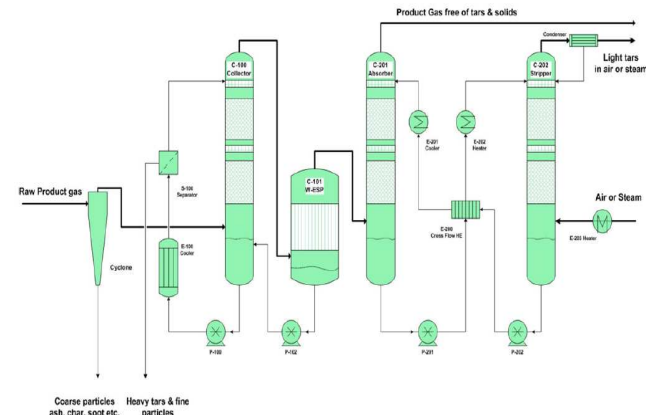 Product Gas free of tars & solids
Condenser
C-100
Collector
C-201
Absorber
C-202
Stripper
Light tars
in air or steam
E-201
Cooler
E-202
Heater
S-100
Separator
C-101
W-ESP
Raw Product gas
Air or Steam
E-200
Cross Flow HE
E-203 Heater
E-100
Cooler
Cyclone
P-100
P-102
P-201
P-202
Coarse particles
ash, char, soot etc.
Heavy tars & fine
particles